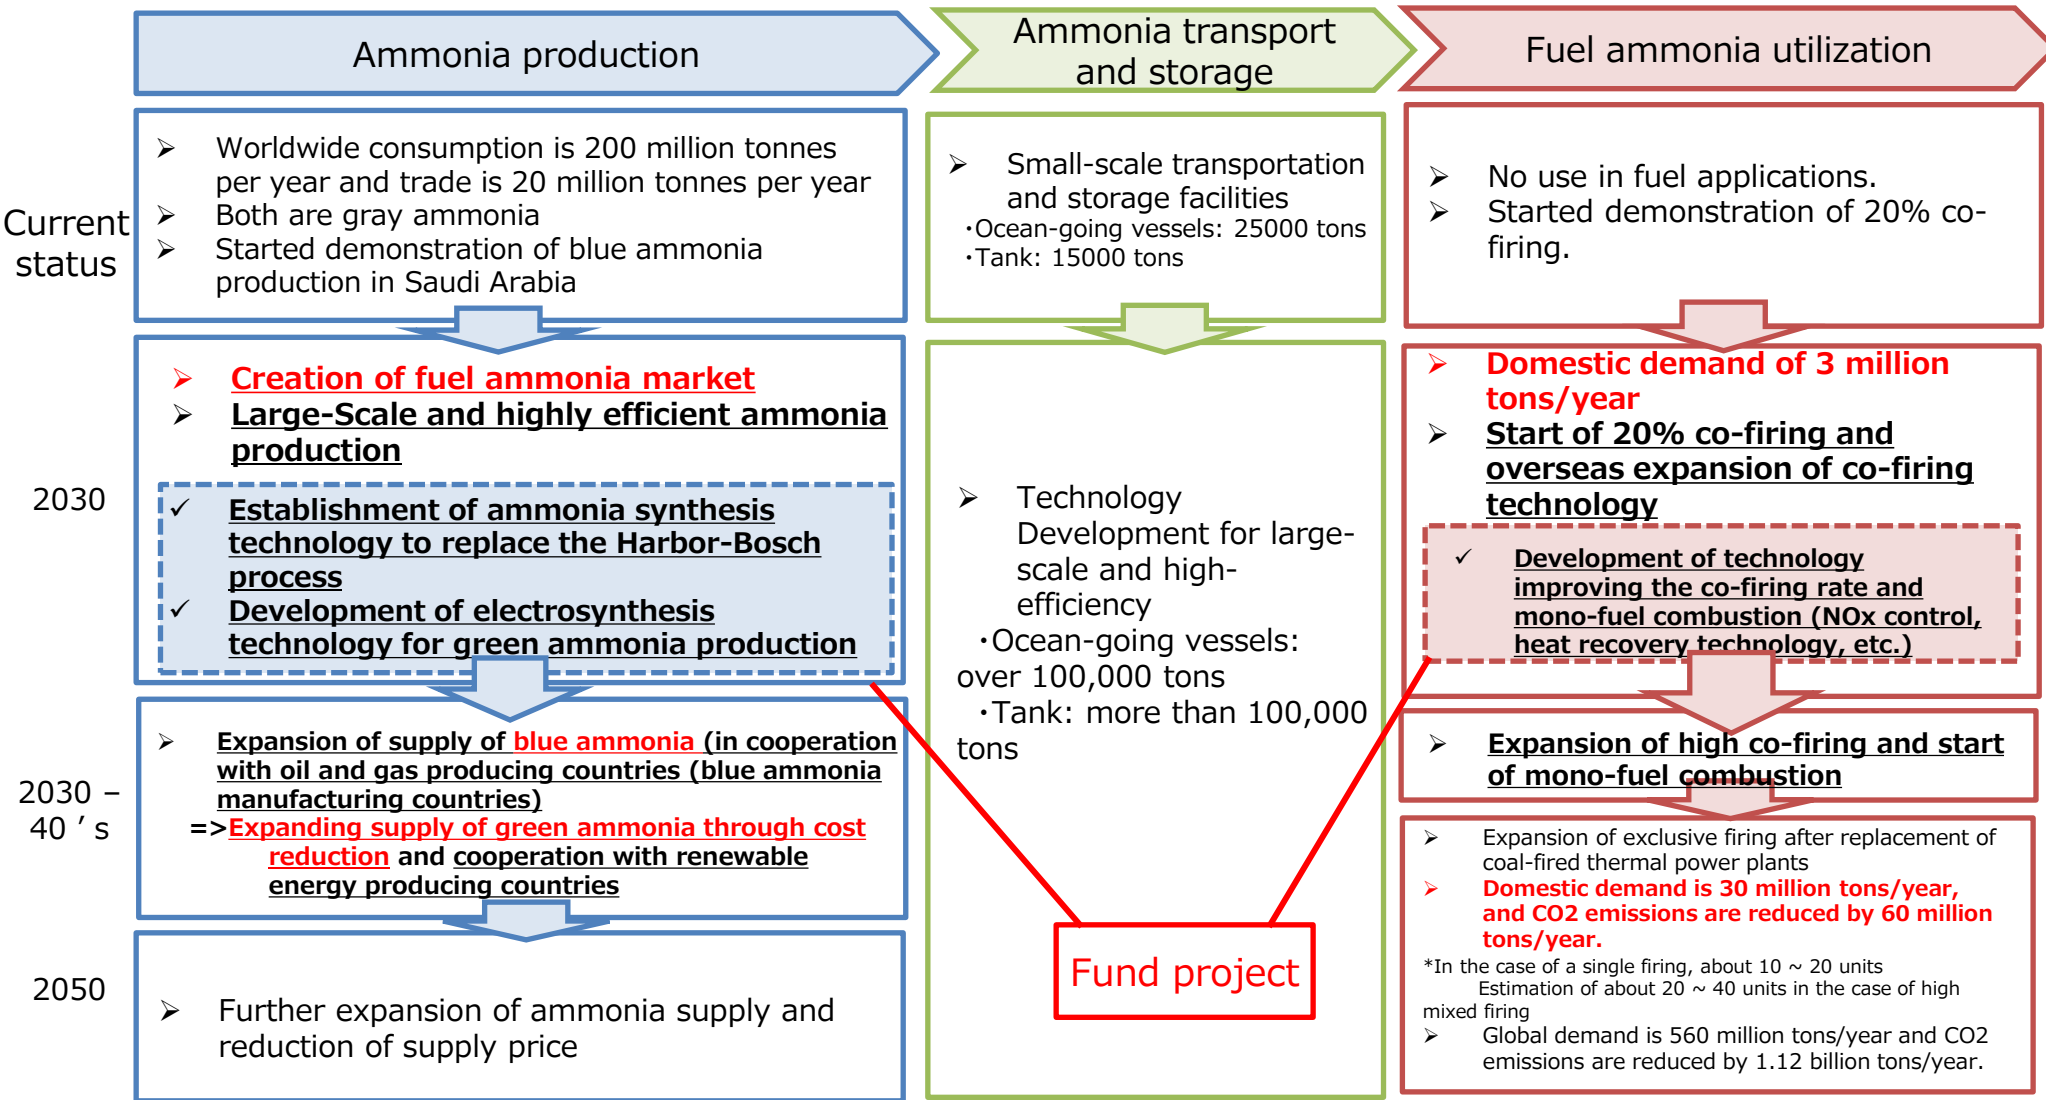 Ammonia production
Ammonia transport
and storage
Fuel ammonia utilization
Current
status
➢ Worldwide consumption is 200 million tonnes
per year and trade is 20 million tonnes per year
➢ Both are gray ammonia
➢ Started demonstration of blue ammonia
production in Saudi Arabia
➢ Small-scale transportation
and storage facilities
・Ocean-going vessels: 25000 tons
・Tank: 15000 tons
➢ No use in fuel applications.
➢ Started demonstration of 20% co-
firing.
2030
➢ Creation of fuel ammonia market
➢ Large-Scale and highly efficient ammonia
production
✓ Establishment of ammonia synthesis
technology to replace the Harbor-Bosch
process
✓ Development of electrosynthesis
technology for green ammonia production
➢ Technology
Development for large-
scale and high-
efficiency
・Ocean-going vessels:
over 100,000 tons
・Tank: more than 100,000
tons
➢ Domestic demand of 3 million
tons/year
➢ Start of 20% co-firing and
overseas expansion of co-firing
technology
✓ Development of technology
improving the co-firing rate and
mono-fuel combustion (NOx control,
heat recovery technology, etc.)
2030 –
40 ’ s
➢ Expansion of supply of blue ammonia (in cooperation
with oil and gas producing countries (blue ammonia
manufacturing countries)
=>Expanding supply of green ammonia through cost
reduction and cooperation with renewable
energy producing countries
➢ Expansion of high co-firing and start
of mono-fuel combustion
2050
➢ Further expansion of ammonia supply and
reduction of supply price
Fund project
➢ Expansion of exclusive firing after replacement of
coal-fired thermal power plants
➢ Domestic demand is 30 million tons/year,
and CO2 emissions are reduced by 60 million
tons/year.
*In the case of a single firing, about 10 ~ 20 units
Estimation of about 20 ~ 40 units in the case of high
mixed firing
➢ Global demand is 560 million tons/year and CO2
emissions are reduced by 1.12 billion tons/year.